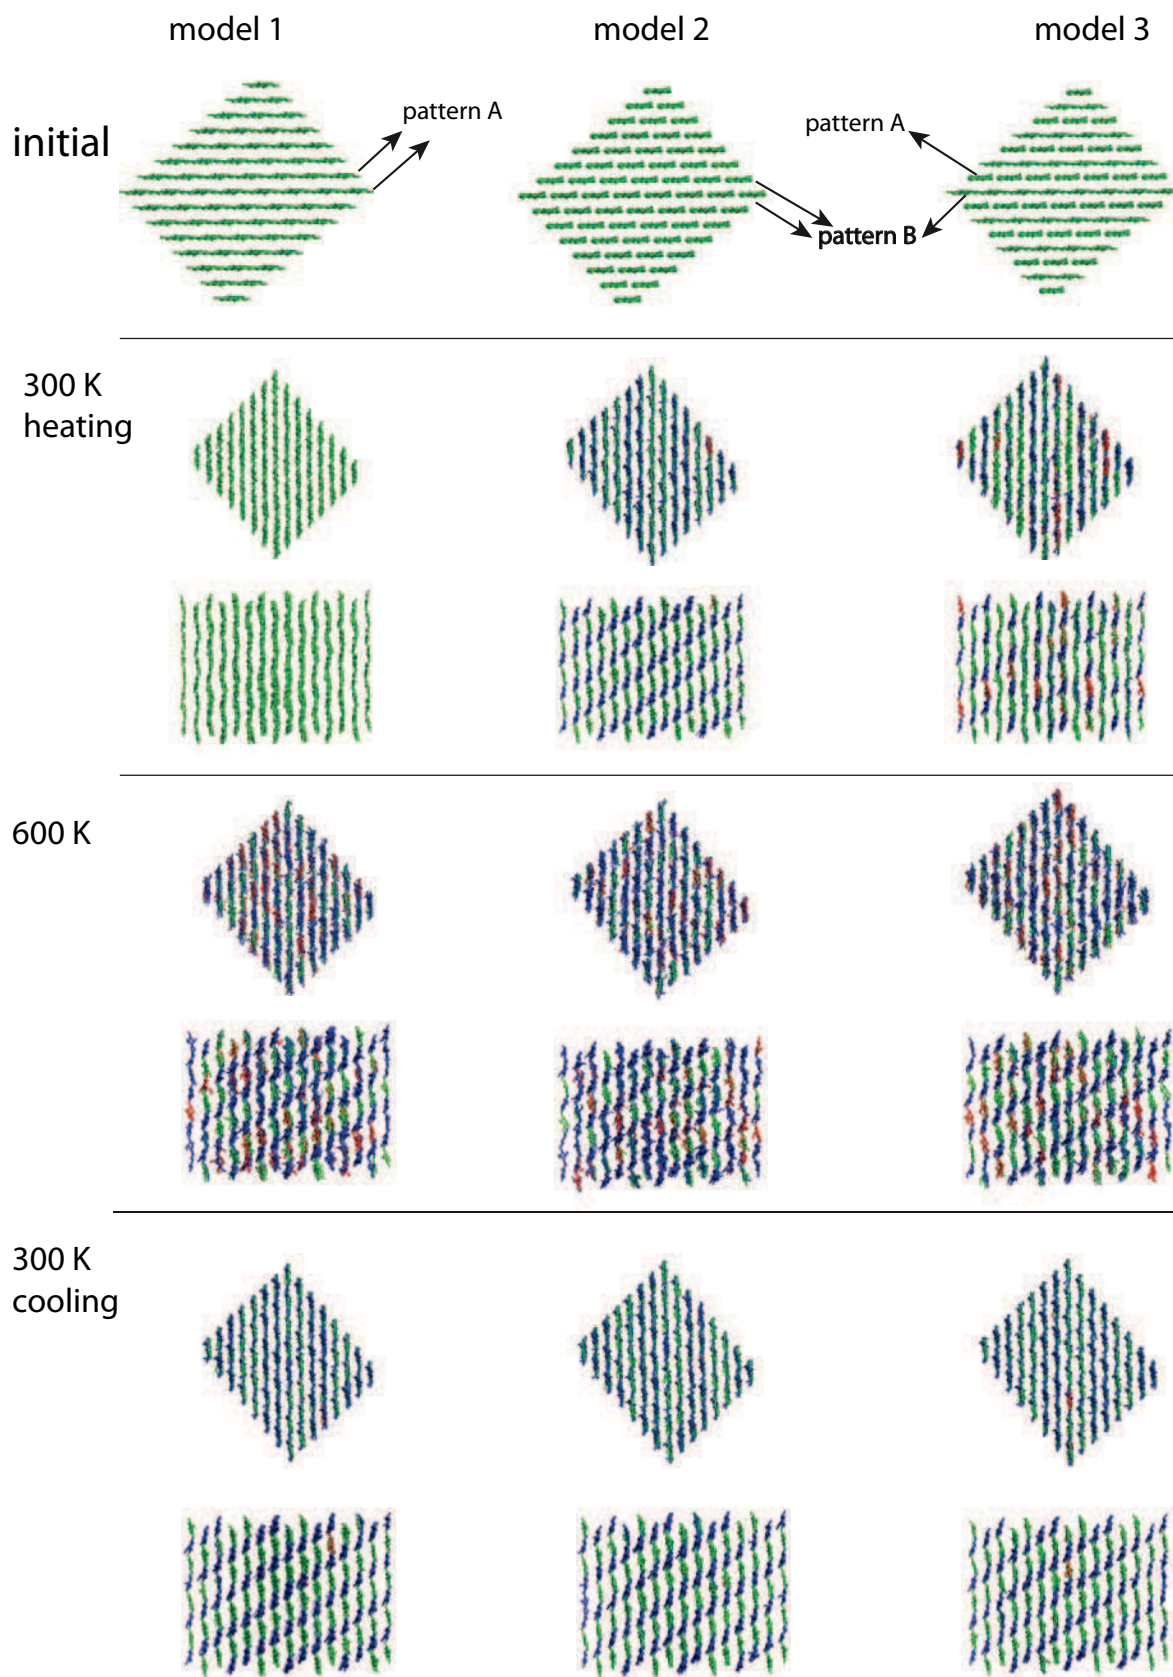 model 1
model 2
model 3
pattern A
pattern A
initial
pattern B
300 K
heating
600 K
300 K
cooling